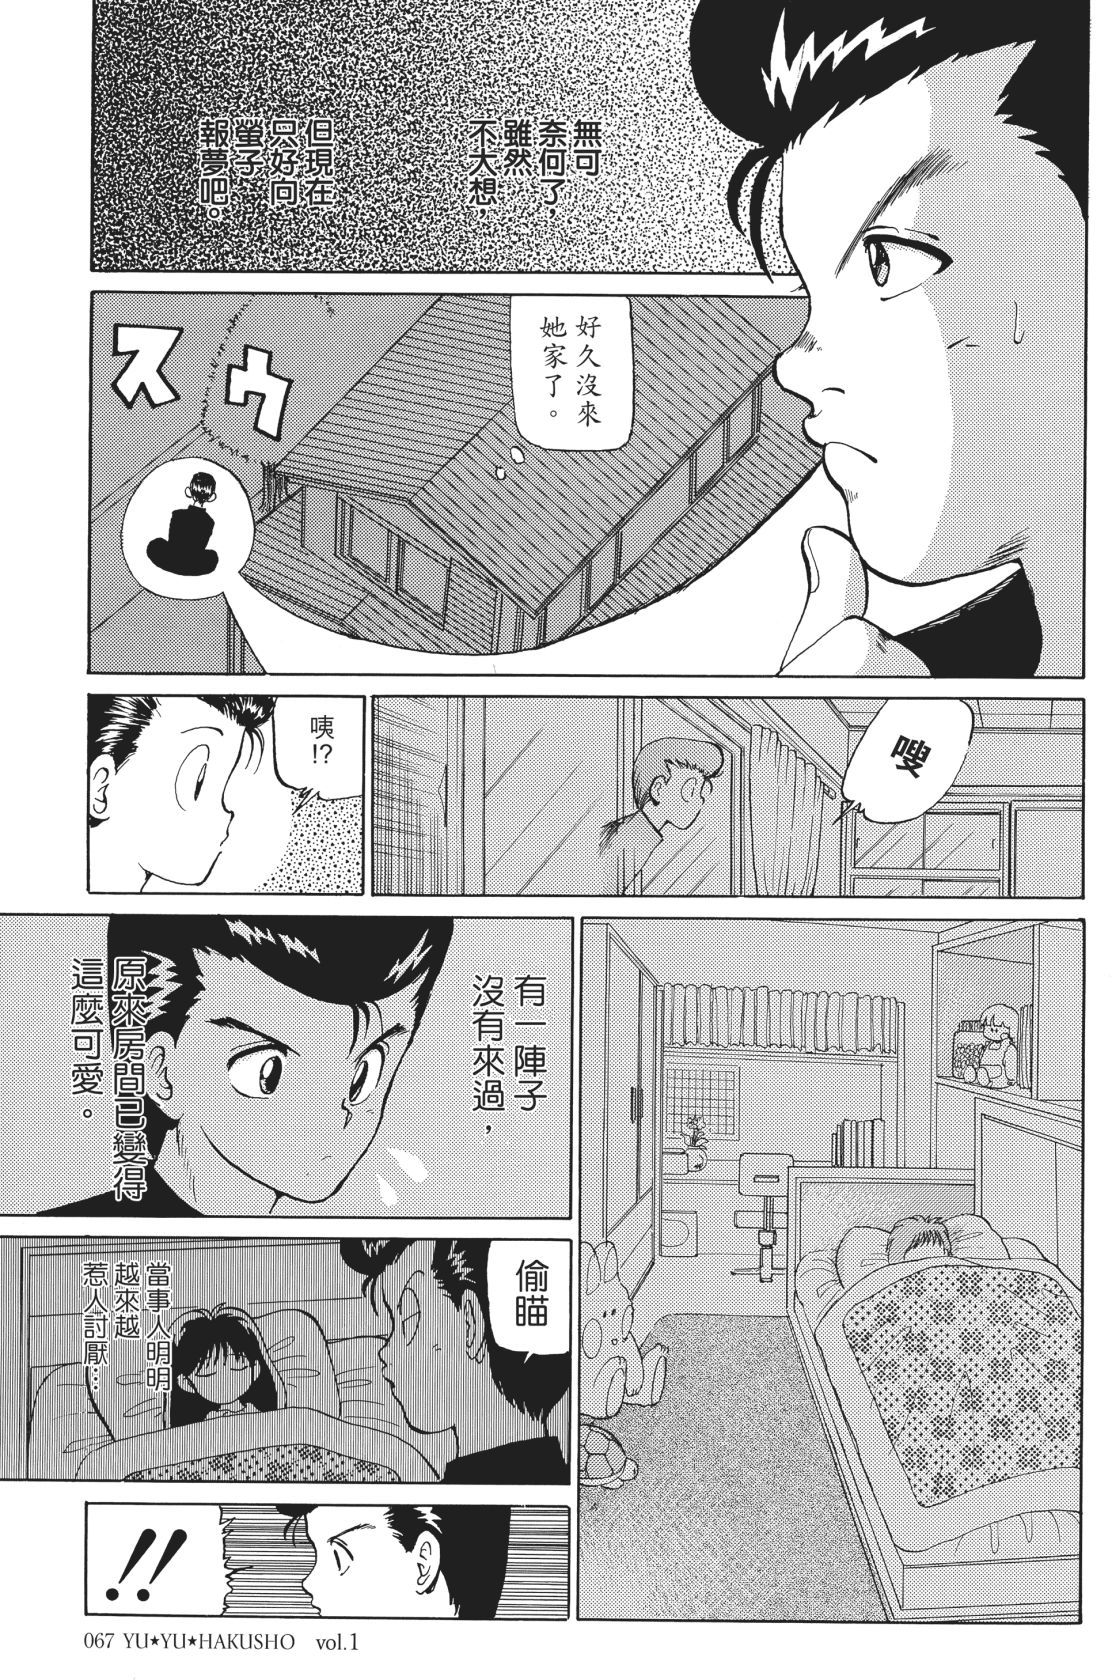 無可
奈何了，
雖然
不大想，
但現在
只好向
螢子
報夢吧。
好久沒來
她家了。
スウ
嗖
咦!?
有一陣子
沒有來過，
原來房間已變得
這麼可愛。
偷瞄
當事人明明
越來越
惹人討厭…
!!
067 YU★YU★HAKUSHO vol.1